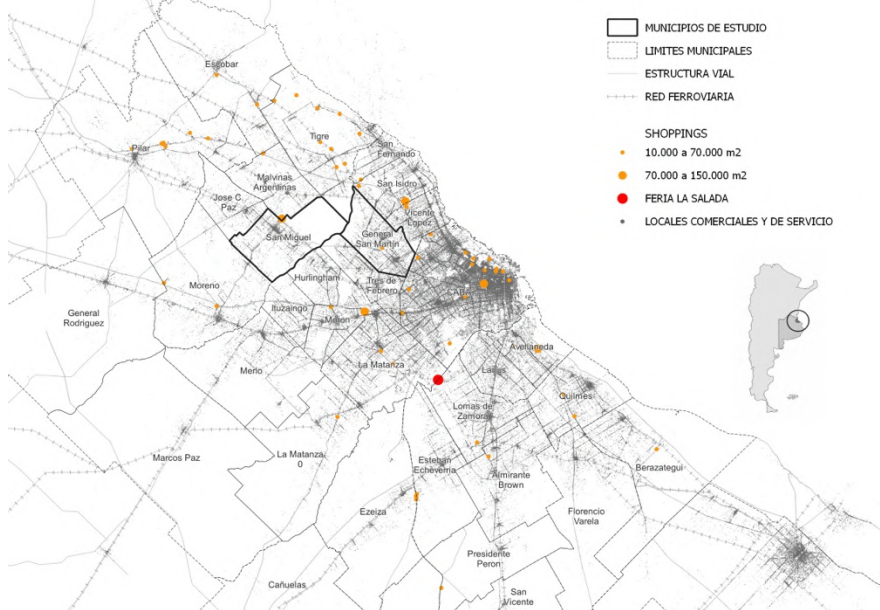 MUNICIPIOS DE ESTUDIO
LIMITES MUNICIPALES
ESTRUCTURA VIAL
RED FERROVIARIA
SHOPPINGS
10.000 a 70.000 m2
70.000 a 150.000 m2
FERIA LA SALADA
LOCALES COMERCIALES Y DE SERVICIO
Escobar
Tigre
San
Fernando
Pilar
Malvinas
Argentinas
San Isidro
Jose C
Paz
Vicente
Lopez
San Miguel
General
San Martin
Hurlingham
Tres de
Febrero
CABA
Moreno
General
Rodriguez
Ituzaingo
Moron
Merlo
La Matanza
Avellaneda
Lanus
Quilmes
Lomas de
Zamora
Marcos Paz
La Matanza
0
Esteban
Echeverria
Almirante
Brown
Berazategui
Ezeiza
Florencio
Varela
Presidente
Peron
Cañuelas
San
Vicente